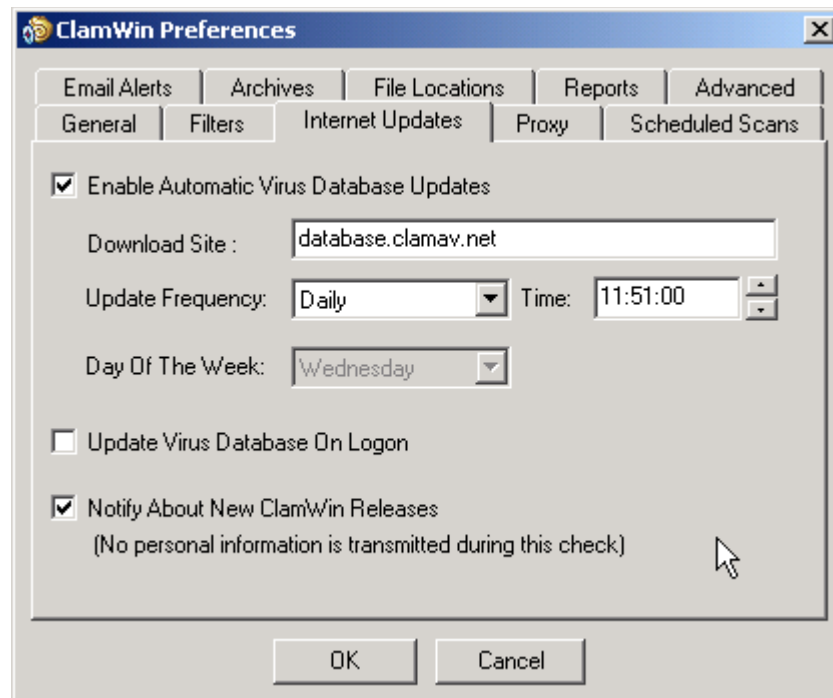 ClamWin Preferences
Email Alerts Archives File Locations Reports Advanced
General Filters Internet Updates Proxy Scheduled Scans
Enable Automatic Virus Database Updates
Download Site : database.clamav.net
Update Frequency: Daily Time: 11:51:00
Day Of The Week: Wednesday
Update Virus Database On Logon
Notify About New ClamWin Releases
(No personal information is transmitted during this check)
OK Cancel